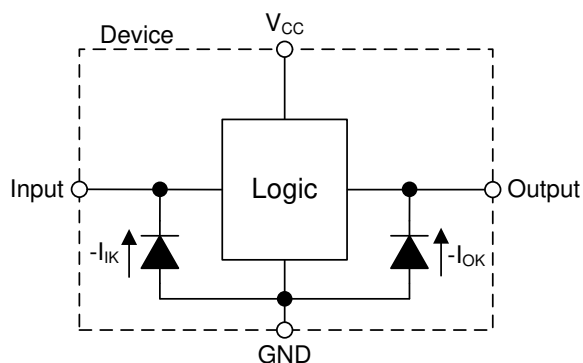 Device
V_CC
Input
Logic
Output
-I_IK
-I_OK
GND